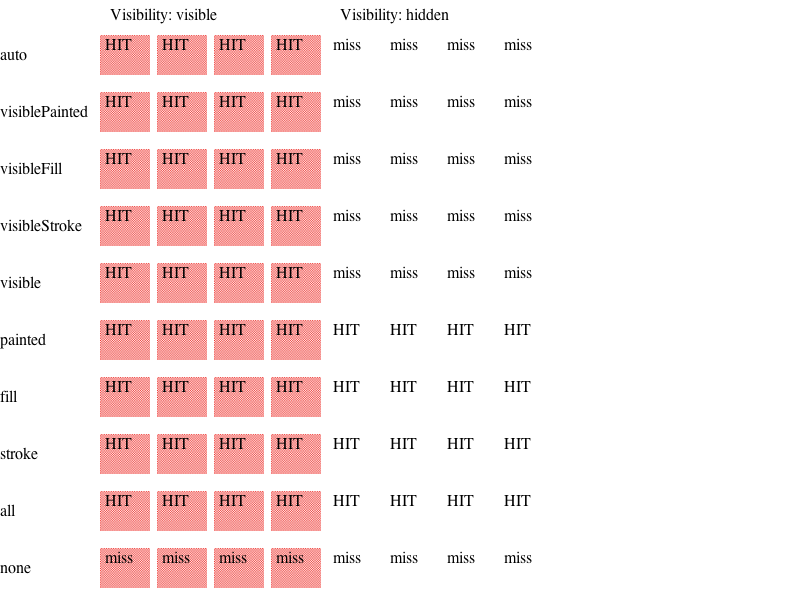 Visibility: visible Visibility: hidden
auto HIT HIT HIT HIT miss miss miss miss
visiblePainted HIT HIT HIT HIT miss miss miss miss
visibleFill HIT HIT HIT HIT miss miss miss miss
visibleStroke HIT HIT HIT HIT miss miss miss miss
visible HIT HIT HIT HIT miss miss miss miss
painted HIT HIT HIT HIT HIT HIT HIT HIT
fill HIT HIT HIT HIT HIT HIT HIT HIT
stroke HIT HIT HIT HIT HIT HIT HIT HIT
all HIT HIT HIT HIT HIT HIT HIT HIT
none miss miss miss miss miss miss miss miss